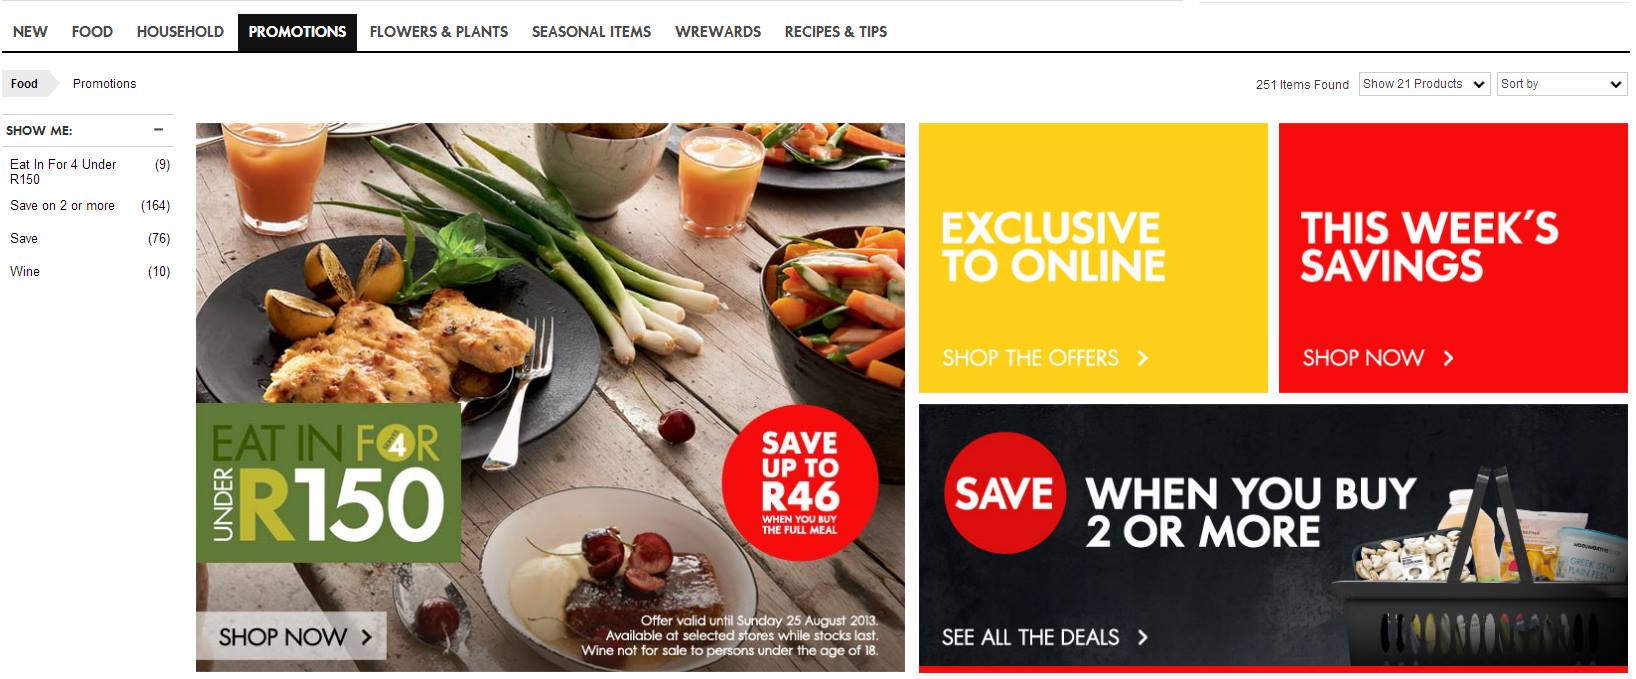 NEW FOOD HOUSEHOLD PROMOTIONS FLOWERS & PLANTS SEASONAL ITEMS WREWARDS RECIPES & TIPS
Food Promotions
251 Items Found Show 21 Products Sort by
SHOW ME:
Eat In For 4 Under (9)
R150
Save on 2 or more (164)
Save (76)
Wine (10)
EAT IN FOR
4
UNDER
R150
SAVE
UP TO
R46
WHEN YOU BUY
THE FULL MEAL
SHOP NOW
Offer valid until Sunday 25 August 2013.
Available at selected stores while stocks last.
Wine not for sale to persons under the age of 18.
EXCLUSIVE
TO ONLINE
SHOP THE OFFERS
THIS WEEK'S
SAVINGS
SHOP NOW
SAVE
WHEN YOU BUY
2 OR MORE
GREEK STYLE
PLAIN FETA
SEE ALL THE DEALS